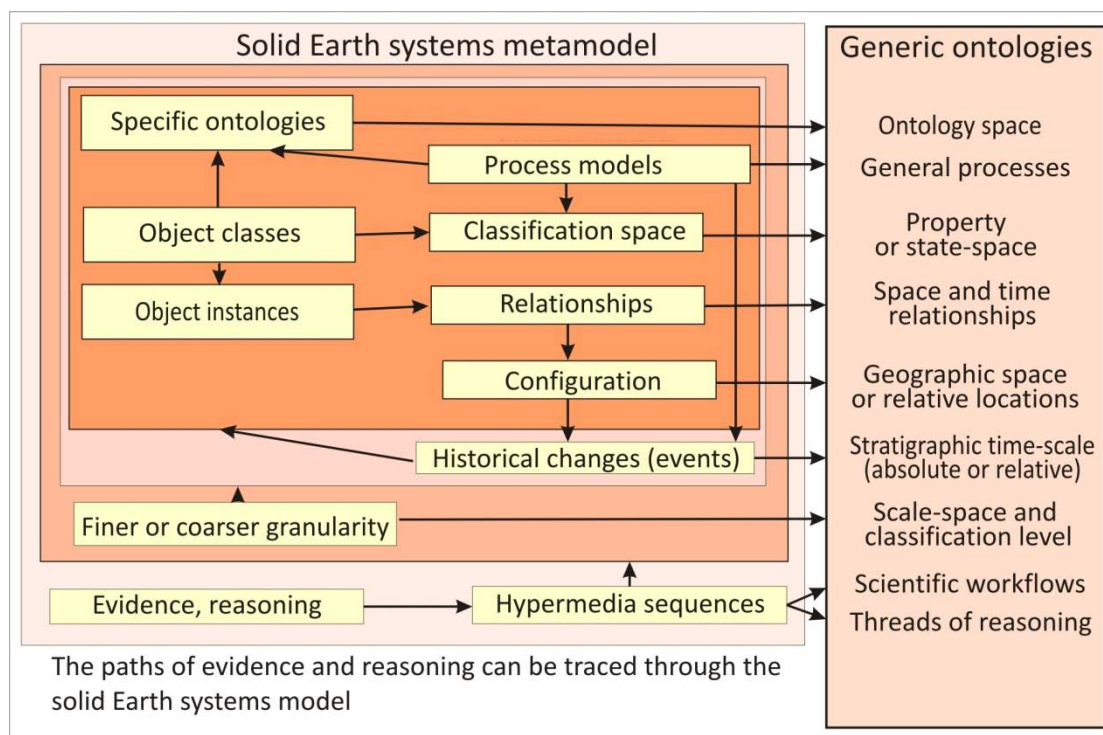 Solid Earth systems metamodel
Specific ontologies
Process models
Object classes
Classification space
Object instances
Relationships
Configuration
Historical changes (events)
Finer or coarser granularity
Evidence, reasoning
Hypermedia sequences
The paths of evidence and reasoning can be traced through the
solid Earth systems model
Generic ontologies
Ontology space
General processes
Property
or state-space
Space and time
relationships
Geographic space
or relative locations
Stratigraphic time-scale
(absolute or relative)
Scale-space and
classification level
Scientific workflows
Threads of reasoning